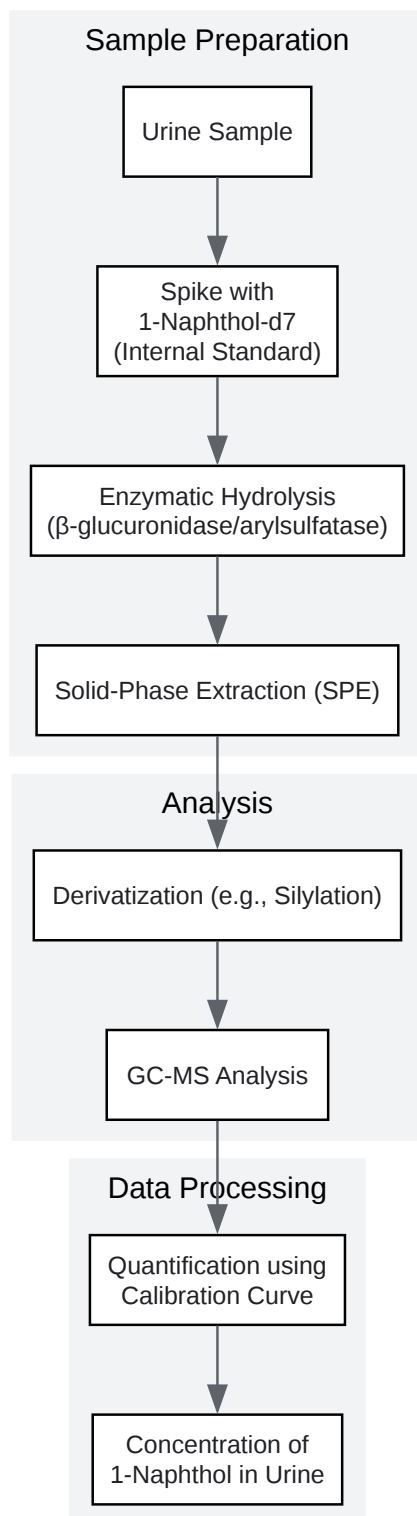 Sample Preparation
Urine Sample
Spike with
1-Naphthol-d7
(Internal Standard)
Enzymatic Hydrolysis
(β-glucuronidase/arylsulfatase)
Solid-Phase Extraction (SPE)
Analysis
Derivatization (e.g., Silylation)
GC-MS Analysis
Data Processing
Quantification using
Calibration Curve
Concentration of
1-Naphthol in Urine